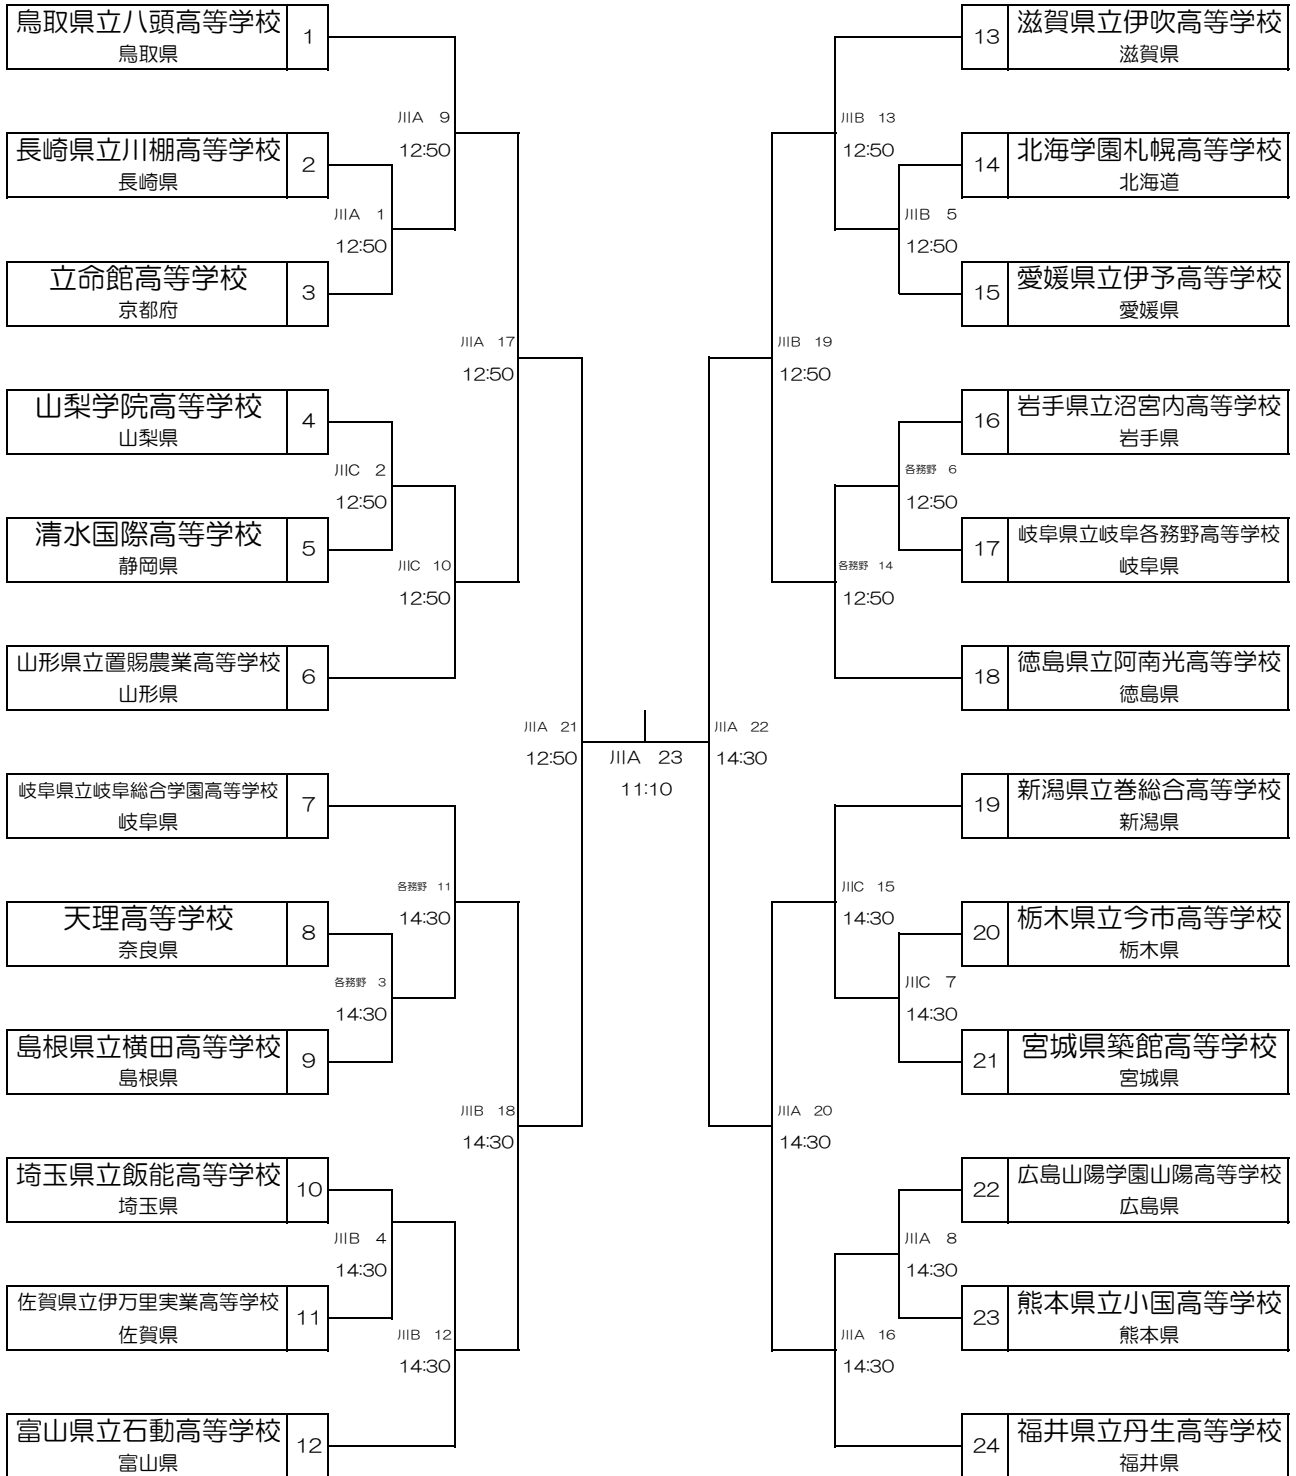 鳥取県立八頭高等学校
鳥取県
1
長崎県立川棚高等学校
長崎県
2
立命館高等学校
京都府
3
山梨学院高等学校
山梨県
4
清水国際高等学校
静岡県
5
山形県立置賜農業高等学校
山形県
6
岐阜県立岐阜総合学園高等学校
岐阜県
7
天理高等学校
奈良県
8
島根県立横田高等学校
島根県
9
埼玉県立飯能高等学校
埼玉県
10
佐賀県立伊万里実業高等学校
佐賀県
11
富山県立石動高等学校
富山県
12
川A 1
12:50
川C 2
12:50
各務野 3
14:30
川B 4
14:30
川A 9
12:50
川C 10
12:50
各務野 11
14:30
川B 12
14:30
川A 17
12:50
川B 18
14:30
川A 21
12:50
川A 23
11:10
川A 22
14:30
川B 19
12:50
川A 20
14:30
川B 13
12:50
各務野 14
12:50
川C 15
14:30
川A 16
14:30
川B 5
12:50
各務野 6
12:50
川C 7
14:30
川A 8
14:30
13
滋賀県立伊吹高等学校
滋賀県
14
北海学園札幌高等学校
北海道
15
愛媛県立伊予高等学校
愛媛県
16
岩手県立沼宮内高等学校
岩手県
17
岐阜県立岐阜各務野高等学校
岐阜県
18
徳島県立阿南光高等学校
徳島県
19
新潟県立巻総合高等学校
新潟県
20
栃木県立今市高等学校
栃木県
21
宮城県築館高等学校
宮城県
22
広島山陽学園山陽高等学校
広島県
23
熊本県立小国高等学校
熊本県
24
福井県立丹生高等学校
福井県